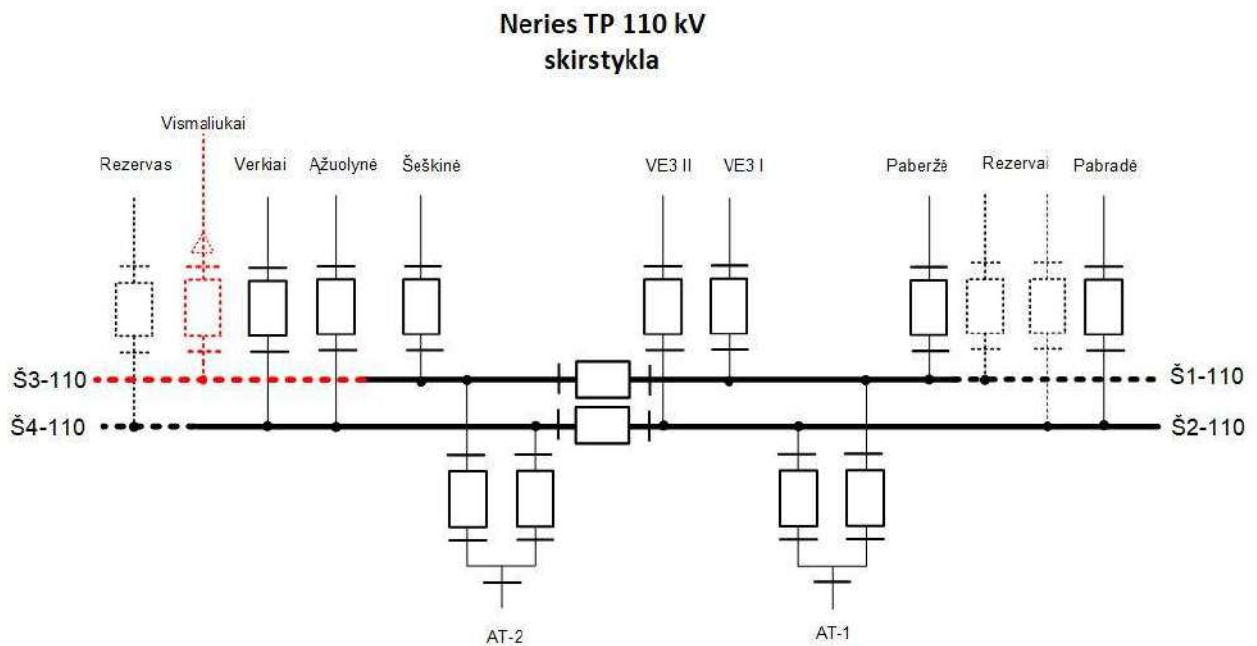 Neries TP 110 kV
skirstykla
Vismaliukai
Rezervas
Verkiai
Ąžuolynė
Šeškinė
VE3 II
VE3 I
Paberžė
Rezervai
Pabradė
Š3-110
Š1-110
Š4-110
Š2-110
AT-2
AT-1